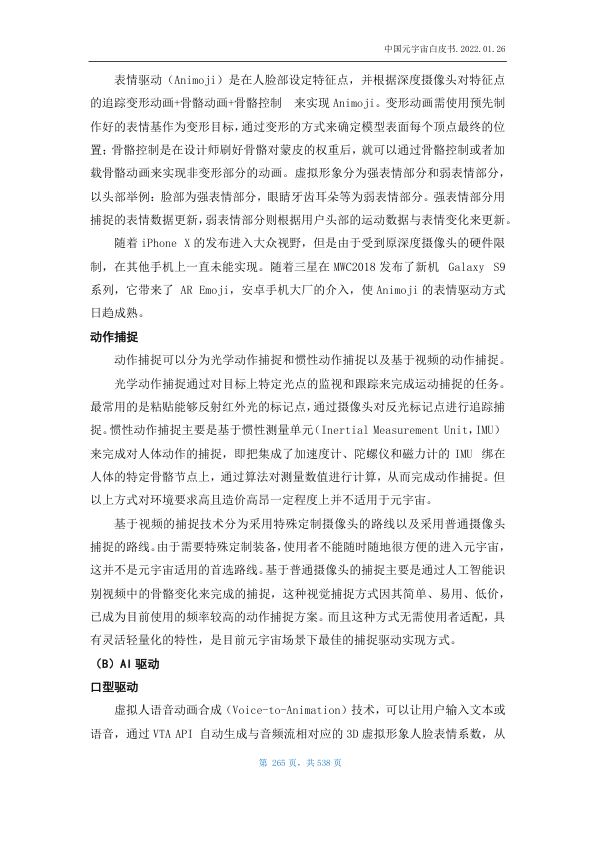 中国元宇宙白皮书.2022.01.26
表情驱动（Animoji）是在人脸部设定特征点，并根据深度摄像头对特征点
的追踪变形动画+骨骼动画+骨骼控制 来实现 Animoji。变形动画需使用预先制
作好的表情基作为变形目标，通过变形的方式来确定模型表面每个顶点最终的位
置；骨骼控制是在设计师刷好骨骼对蒙皮的权重后，就可以通过骨骼控制或者加
载骨骼动画来实现非变形部分的动画。虚拟形象分为强表情部分和弱表情部分，
以头部举例：脸部为强表情部分，眼睛牙齿耳朵等为弱表情部分。强表情部分用
捕捉的表情数据更新，弱表情部分则根据用户头部的运动数据与表情变化来更新。
随着 iPhone X 的发布进入大众视野，但是由于受到原深度摄像头的硬件限
制，在其他手机上一直未能实现。随着三星在 MWC2018 发布了新机 Galaxy S9
系列，它带来了 AR Emoji，安卓手机大厂的介入，使 Animoji 的表情驱动方式
日趋成熟。
动作捕捉
动作捕捉可以分为光学动作捕捉和惯性动作捕捉以及基于视频的动作捕捉。
光学动作捕捉通过对目标上特定光点的监视和跟踪来完成运动捕捉的任务。
最常用的是粘贴能够反射红外光的标记点，通过摄像头对反光标记点进行追踪捕
捉。惯性动作捕捉主要是基于惯性测量单元（Inertial Measurement Unit，IMU）
来完成对人体动作的捕捉，即把集成了加速度计、陀螺仪和磁力计的 IMU 绑在
人体的特定骨骼节点上，通过算法对测量数值进行计算，从而完成动作捕捉。但
以上方式对环境要求高且造价高昂一定程度上并不适用于元宇宙。
基于视频的捕捉技术分为采用特殊定制摄像头的路线以及采用普通摄像头
捕捉的路线。由于需要特殊定制装备，使用者不能随时随地很方便的进入元宇宙，
这并不是元宇宙适用的首选路线。基于普通摄像头的捕捉主要是通过人工智能识
别视频中的骨骼变化来完成的捕捉，这种视觉捕捉方式因其简单、易用、低价，
已成为目前使用的频率较高的动作捕捉方案。而且这种方式无需使用者适配，具
有灵活轻量化的特性，是目前元宇宙场景下最佳的捕捉驱动实现方式。
（B）AI 驱动
口型驱动
虚拟人语音动画合成（Voice-to-Animation）技术，可以让用户输入文本或
语音，通过 VTA API 自动生成与音频流相对应的 3D 虚拟形象人脸表情系数，从
第 265 页，共 538 页